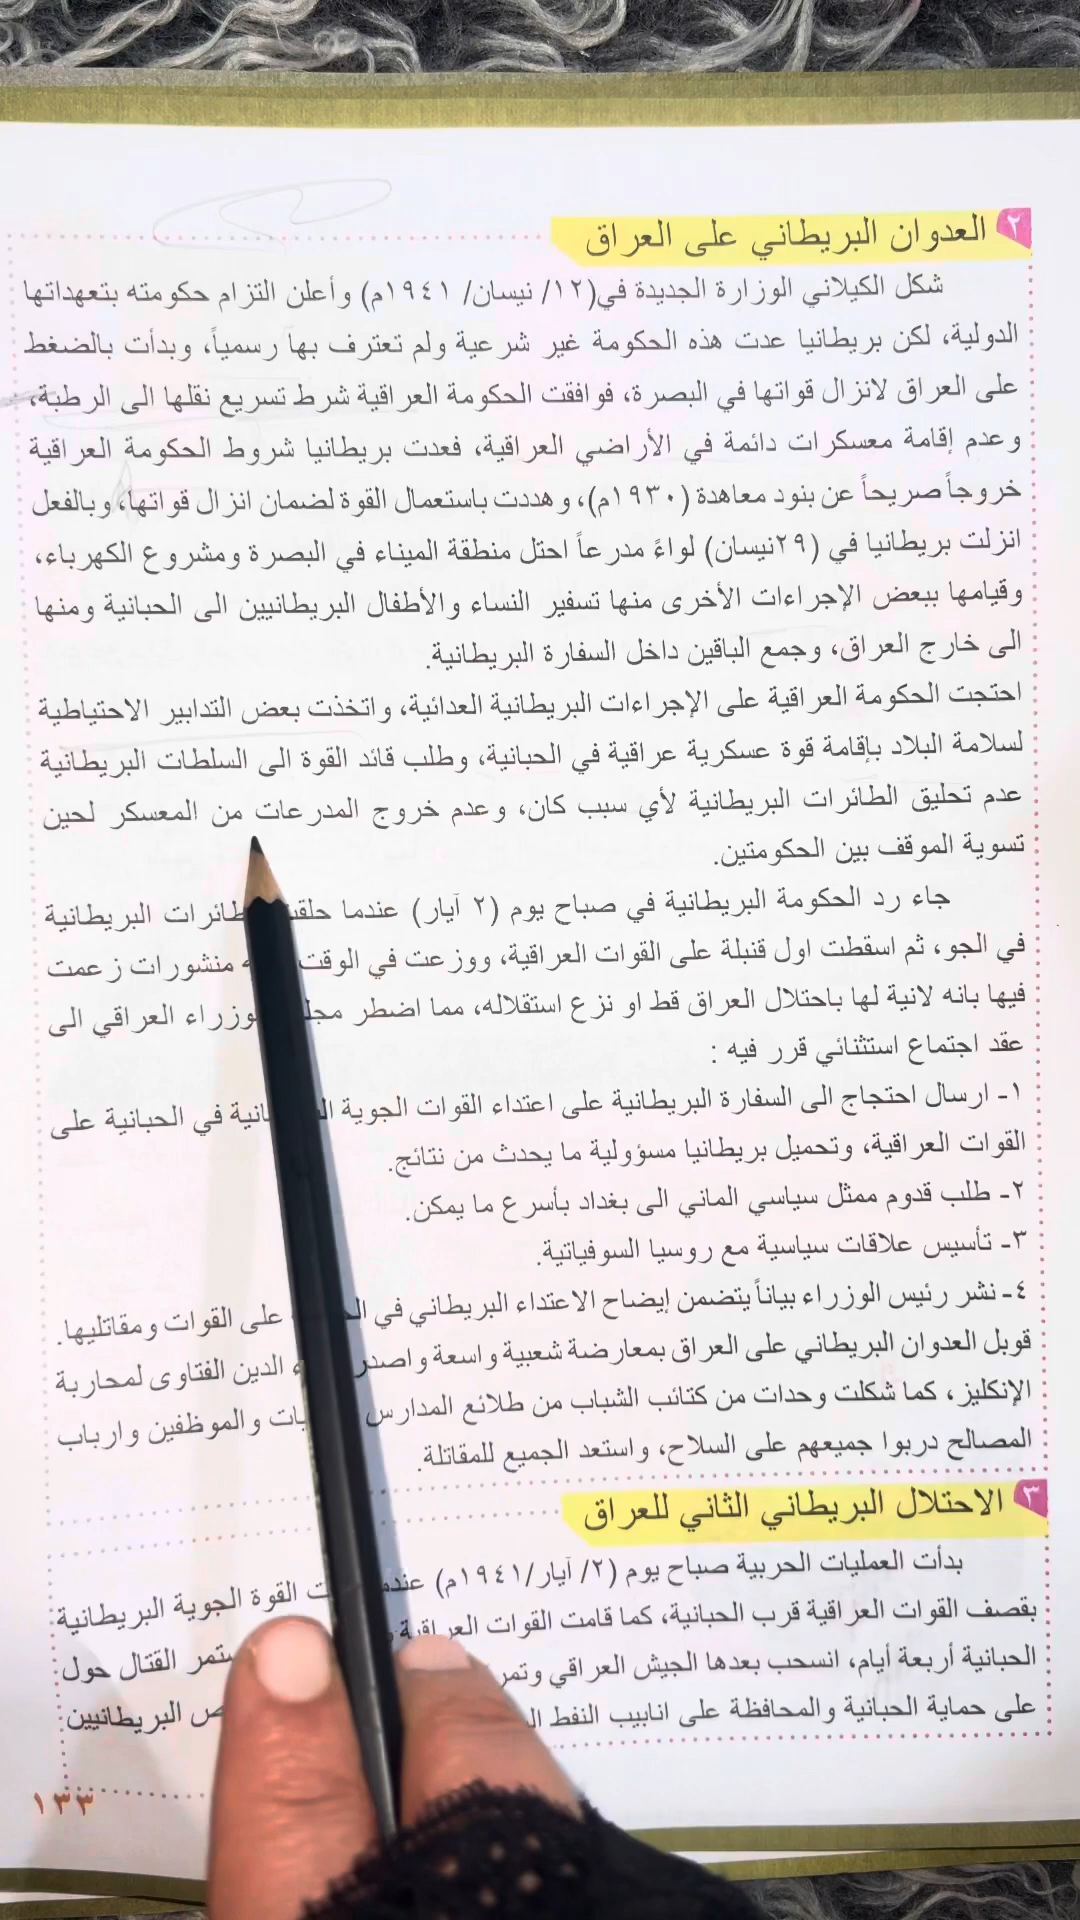 ٢ العدوان البريطاني على العراق
شكل الكيلاني الوزارة الجديدة في(١٢/ نيسان/ ١٩٤١م) وأعلن التزام حكومته بتعهداتها
الدولية، لكن بريطانيا عدت هذه الحكومة غير شرعية ولم تعترف بها رسمياً، وبدأت بالضغط
على العراق لانزال قواتها في البصرة، فوافقت الحكومة العراقية شرط تسريع نقلها الى الرطبة،
وعدم إقامة معسكرات دائمة في الأراضي العراقية، فعدت بريطانيا شروط الحكومة العراقية
خروجاً صريحاً عن بنود معاهدة (١٩٣٠م)، وهددت باستعمال القوة لضمان انزال قواتها، وبالفعل
انزلت بريطانيا في (٢٩نيسان) لواءً مدرعاً احتل منطقة الميناء في البصرة ومشروع الكهرباء،
وقيامها ببعض الإجراءات الأخرى منها تسفير النساء والأطفال البريطانيين الى الحبانية ومنها
الى خارج العراق، وجمع الباقين داخل السفارة البريطانية.
احتجت الحكومة العراقية على الإجراءات البريطانية العدائية، واتخذت بعض التدابير الاحتياطية
لسلامة البلاد بإقامة قوة عسكرية عراقية في الحبانية، وطلب قائد القوة الى السلطات البريطانية
عدم تحليق الطائرات البريطانية لأي سبب كان، وعدم خروج المدرعات من المعسكر لحين
تسوية الموقف بين الحكومتين.
جاء رد الحكومة البريطانية في صباح يوم (٢ آيار) عندما البريطانية
في الجو، ثم اسقطت اول قنبلة على القوات العراقية، ووزعت في الوقت منشورات زعمت
فيها بانه لانية لها باحتلال العراق قط او نزع استقلاله، مما اضطر العراقي الى
عقد اجتماع استثنائي قرر فيه :
١- ارسال احتجاج الى السفارة البريطانية على اعتداء القوات الجوية في الحبانية على
القوات العراقية، وتحميل بريطانيا مسؤولية ما يحدث من نتائج.
٢- طلب قدوم ممثل سياسي الماني الى بغداد بأسرع ما يمكن.
٣- تأسيس علاقات سياسية مع روسيا السوفياتية.
٤- نشر رئيس الوزراء بياناً يتضمن إيضاح الاعتداء البريطاني في على القوات ومقاتليها.
قوبل العدوان البريطاني على العراق بمعارضة شعبية واسعة واصدر الدين الفتاوى لمحاربة
الإنكليز، كما شكلت وحدات من كتائب الشباب من طلائع المدارس والموظفين وارباب
المصالح دربوا جميعهم على السلاح، واستعد الجميع للمقاتلة.
٣ الاحتلال البريطاني الثاني للعراق
بدأت العمليات الحربية صباح يوم (٢/ آيار/١٩٤١م) القوة الجوية البريطانية
بقصف القوات العراقية قرب الحبانية، كما قامت القوات العراقية
الحبانية أربعة أيام، انسحب بعدها الجيش العراقي القتال حول
على حماية الحبانية والمحافظة على انابيب النفط البريطانيين
١٣٣